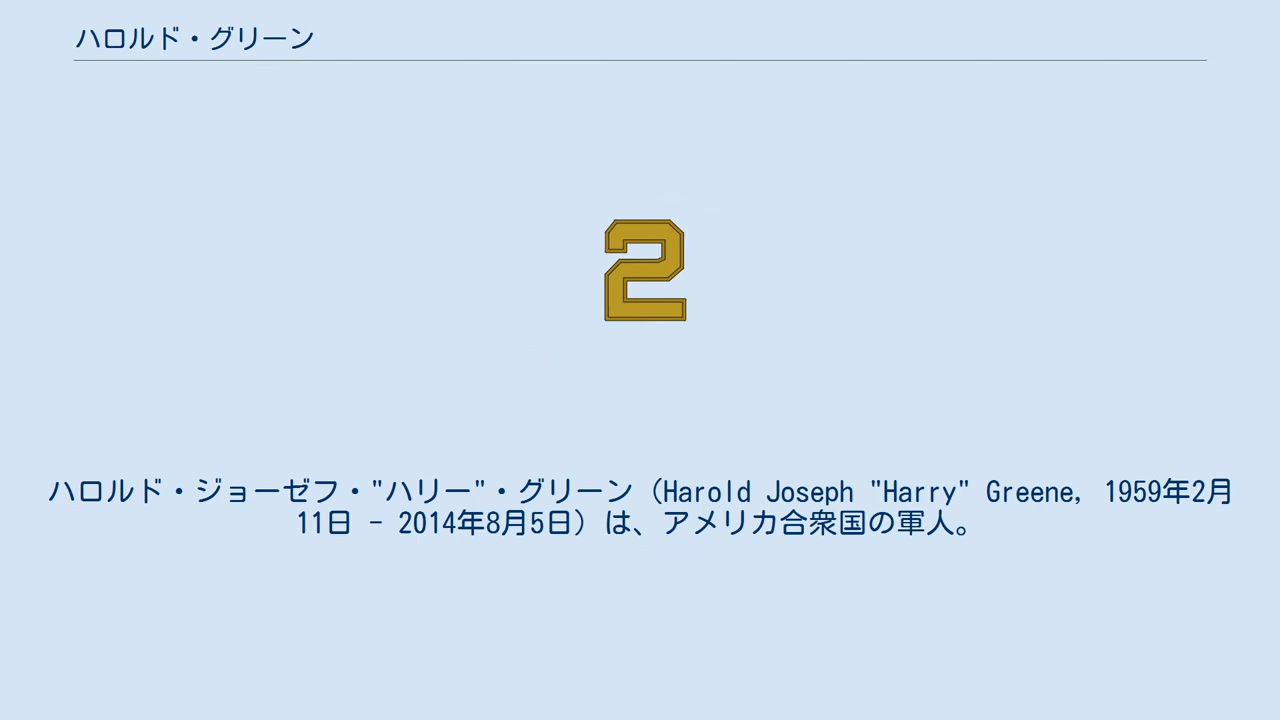 ハロルド・グリーン
2
ハロルド・ジョーゼフ・"ハリー"・グリーン（Harold Joseph "Harry" Greene, 1959年2月
11日 - 2014年8月5日）は、アメリカ合衆国の軍人。